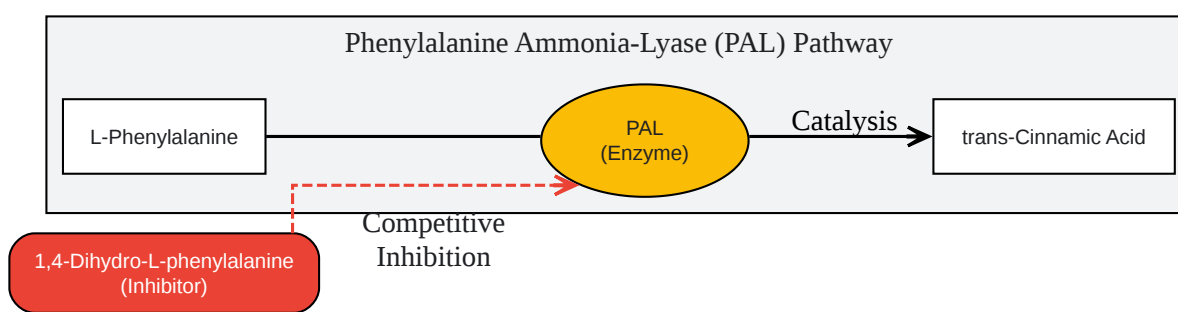 Phenylalanine Ammonia-Lyase (PAL) Pathway
L-Phenylalanine
PAL
(Enzyme)
Catalysis
trans-Cinnamic Acid
Competitive
Inhibition
1,4-Dihydro-L-phenylalanine
(Inhibitor)